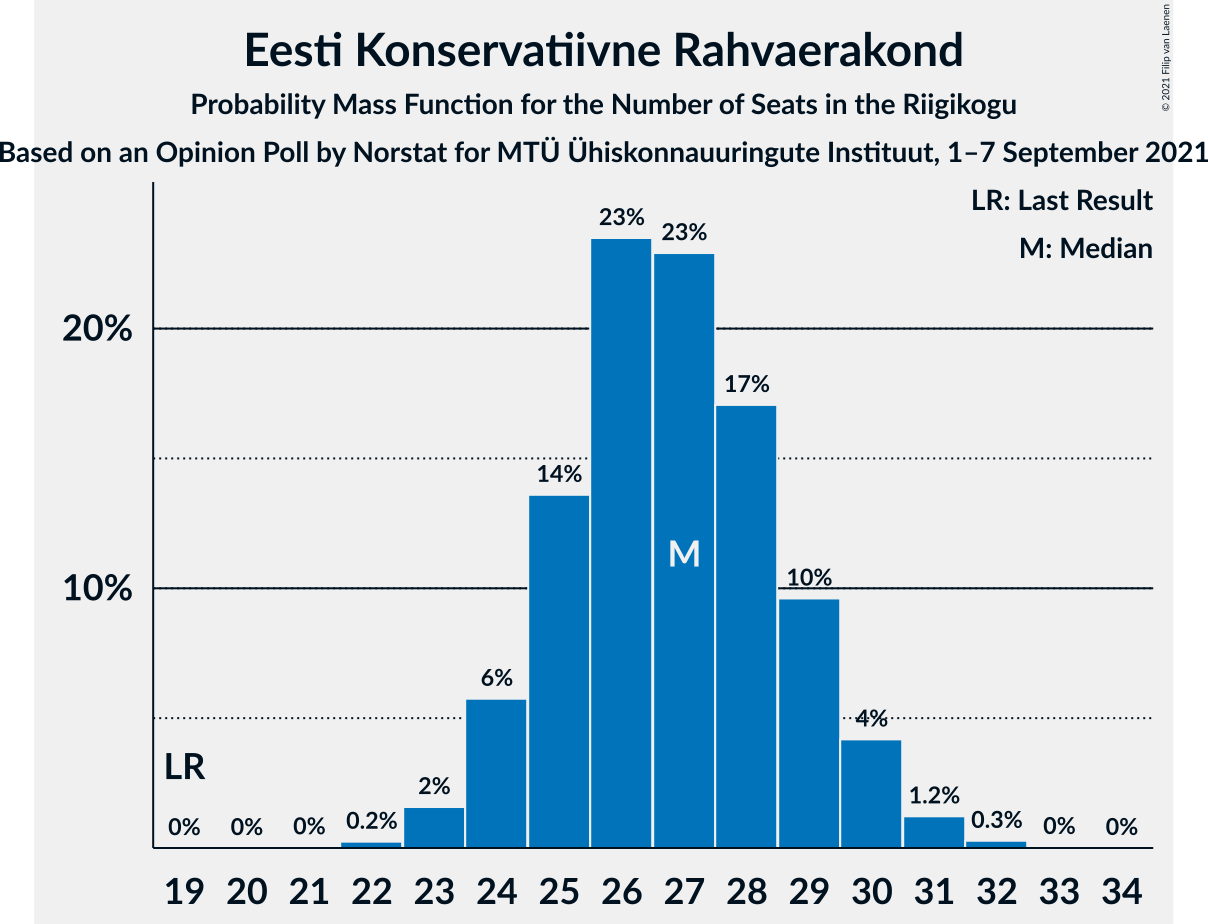 Eesti Konservatiivne Rahvaerakond
Probability Mass Function for the Number of Seats in the Riigikogu
Based on an Opinion Poll by Norstat for MTÜ Ühiskonnauuringute Instituut, 1–7 September 2021
© 2021 Filip van Laenen
LR: Last Result
M: Median
20%
10%
LR
M
0%
0%
0%
0.2%
2%
6%
14%
23%
23%
17%
10%
4%
1.2%
0.3%
0%
0%
19 20 21 22 23 24 25 26 27 28 29 30 31 32 33 34